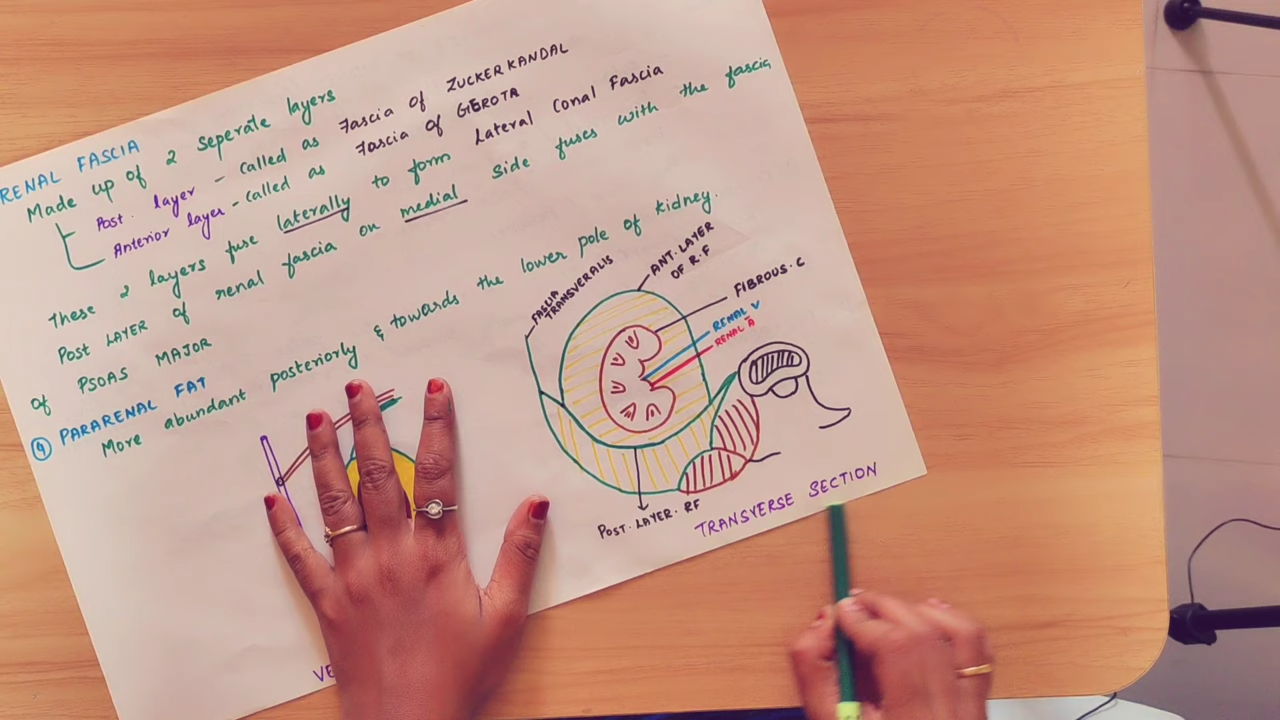 RENAL FASCIA
Made up of 2 seperate layers
Post. layer - called as Fascia of ZUCKERKANDAL
Anterior layer - called as Fascia of GEROTA
These 2 layers fuse laterally to form Lateral Conal Fascia
Post LAYER of renal fascia on medial side fuses with the fascia
of PSOAS MAJOR
4 PARARENAL FAT
More abundant posteriorly & towards the lower pole of kidney.
FASCIA
TRANSVERALIS
ANT. LAYER
OF R.F
FIBROUS. C
RENAL V
RENAL A
POST. LAYER. RF
TRANSVERSE SECTION